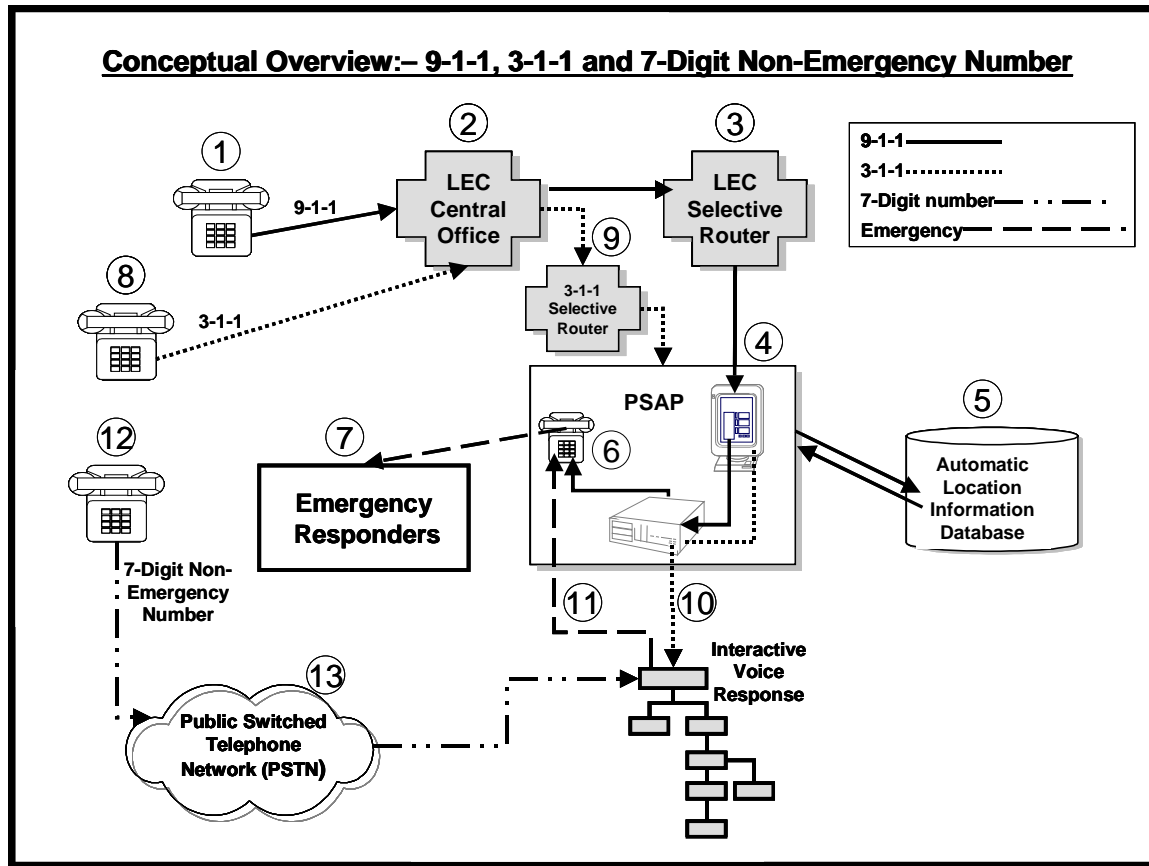 Conceptual Overview:– 9-1-1, 3-1-1 and 7-Digit Non-Emergency Number
1
2
3
9-1-1
3-1-1
7-Digit number
Emergency
9-1-1
LEC
Central
Office
LEC
Selective
Router
8
3-1-1
9
3-1-1
Selective
Router
4
PSAP
5
Automatic
Location
Information
Database
6
7
Emergency
Responders
12
7-Digit Non-
Emergency
Number
11
10
Interactive
Voice
Response
13
Public Switched
Telephone
Network (PSTN)